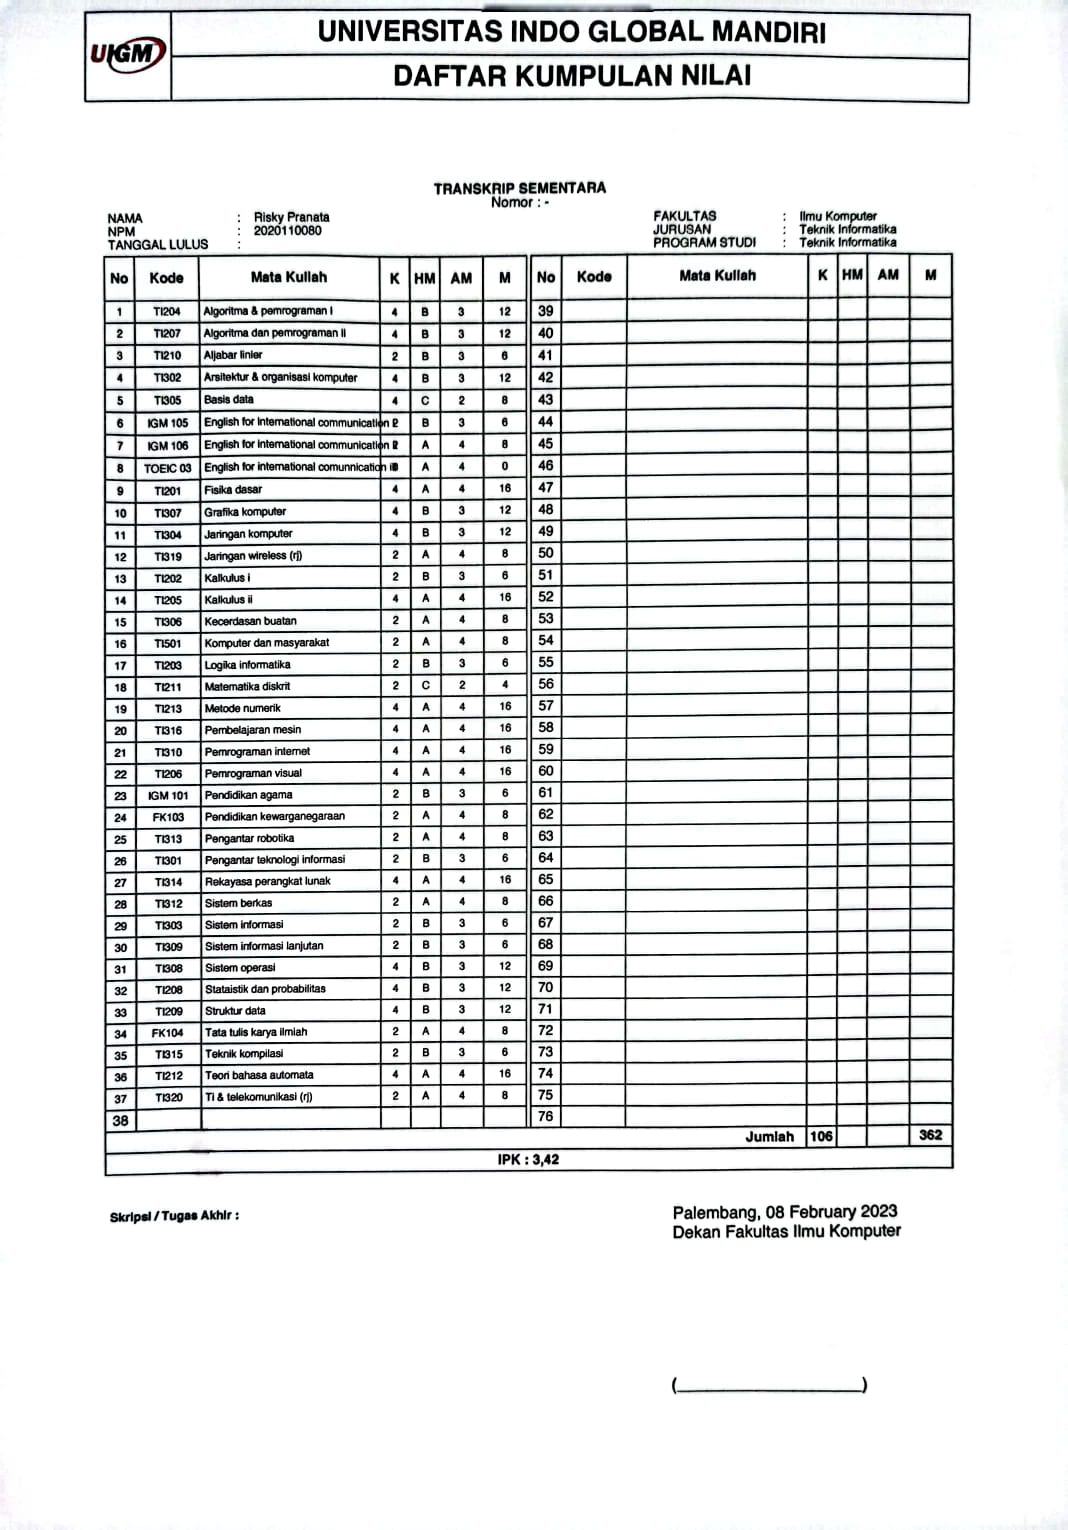 UIGM
UNIVERSITAS INDO GLOBAL MANDIRI
DAFTAR KUMPULAN NILAI
TRANSKRIP SEMENTARA
Nomor : -
NAMA : Risky Pranata
NPM : 2020110080
TANGGAL LULUS :
FAKULTAS : Ilmu Komputer
JURUSAN : Teknik Informatika
PROGRAM STUDI : Teknik Informatika
No Kode Mata Kuliah K HM AM M No Kode Mata Kuliah K HM AM M
1 TI204 Algoritma & pemrograman I 4 B 3 12 39
2 TI207 Algoritma dan pemrograman II 4 B 3 12 40
3 TI210 Aljabar linier 2 B 3 6 41
4 TI302 Arsitektur & organisasi komputer 4 B 3 12 42
5 TI305 Basis data 4 C 2 8 43
6 IGM 105 English for international communication 2 B 3 6 44
7 IGM 106 English for international communication 2 A 4 8 45
8 TOEIC 03 English for international comunnication 0 A 4 0 46
9 TI201 Fisika dasar 4 A 4 16 47
10 TI307 Grafika komputer 4 B 3 12 48
11 TI304 Jaringan komputer 4 B 3 12 49
12 TI319 Jaringan wireless (rj) 2 A 4 8 50
13 TI202 Kalkulus i 2 B 3 6 51
14 TI205 Kalkulus ii 4 A 4 16 52
15 TI306 Kecerdasan buatan 2 A 4 8 53
16 TI501 Komputer dan masyarakat 2 A 4 8 54
17 TI203 Logika informatika 2 B 3 6 55
18 TI211 Matematika diskrit 2 C 2 4 56
19 TI213 Metode numerik 4 A 4 16 57
20 TI316 Pembelajaran mesin 4 A 4 16 58
21 TI310 Pemrograman internet 4 A 4 16 59
22 TI206 Pemrograman visual 4 A 4 16 60
23 IGM 101 Pendidikan agama 2 B 3 6 61
24 FK103 Pendidikan kewarganegaraan 2 A 4 8 62
25 TI313 Pengantar robotika 2 A 4 8 63
26 TI301 Pengantar teknologi informasi 2 B 3 6 64
27 TI314 Rekayasa perangkat lunak 4 A 4 16 65
28 TI312 Sistem berkas 2 A 4 8 66
29 TI303 Sistem informasi 2 B 3 6 67
30 TI309 Sistem informasi lanjutan 2 B 3 6 68
31 TI308 Sistem operasi 4 B 3 12 69
32 TI208 Stataistik dan probabilitas 4 B 3 12 70
33 TI209 Struktur data 4 B 3 12 71
34 FK104 Tata tulis karya ilmiah 2 A 4 8 72
35 TI315 Teknik kompilasi 2 B 3 6 73
36 TI212 Teori bahasa automata 4 A 4 16 74
37 TI320 Ti & telekomunikasi (rj) 2 A 4 8 75
38 76
Jumlah 106 362
IPK : 3,42
Skripsi / Tugas Akhir :
Palembang, 08 February 2023
Dekan Fakultas Ilmu Komputer
(____________________)